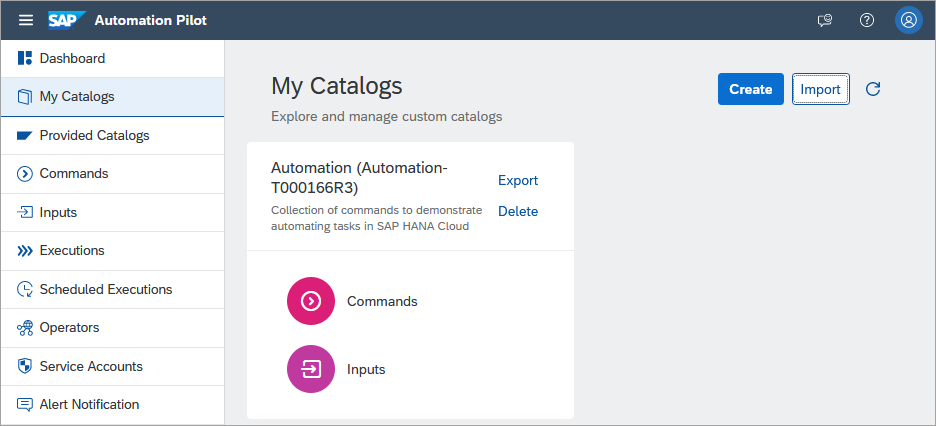 SAP Automation Pilot
Dashboard
My Catalogs
Provided Catalogs
Commands
Inputs
Executions
Scheduled Executions
Operators
Service Accounts
Alert Notification
My Catalogs
Create
Import
Explore and manage custom catalogs
Automation (Automation-
T000166R3)
Export
Delete
Collection of commands to demonstrate
automating tasks in SAP HANA Cloud
Commands
Inputs